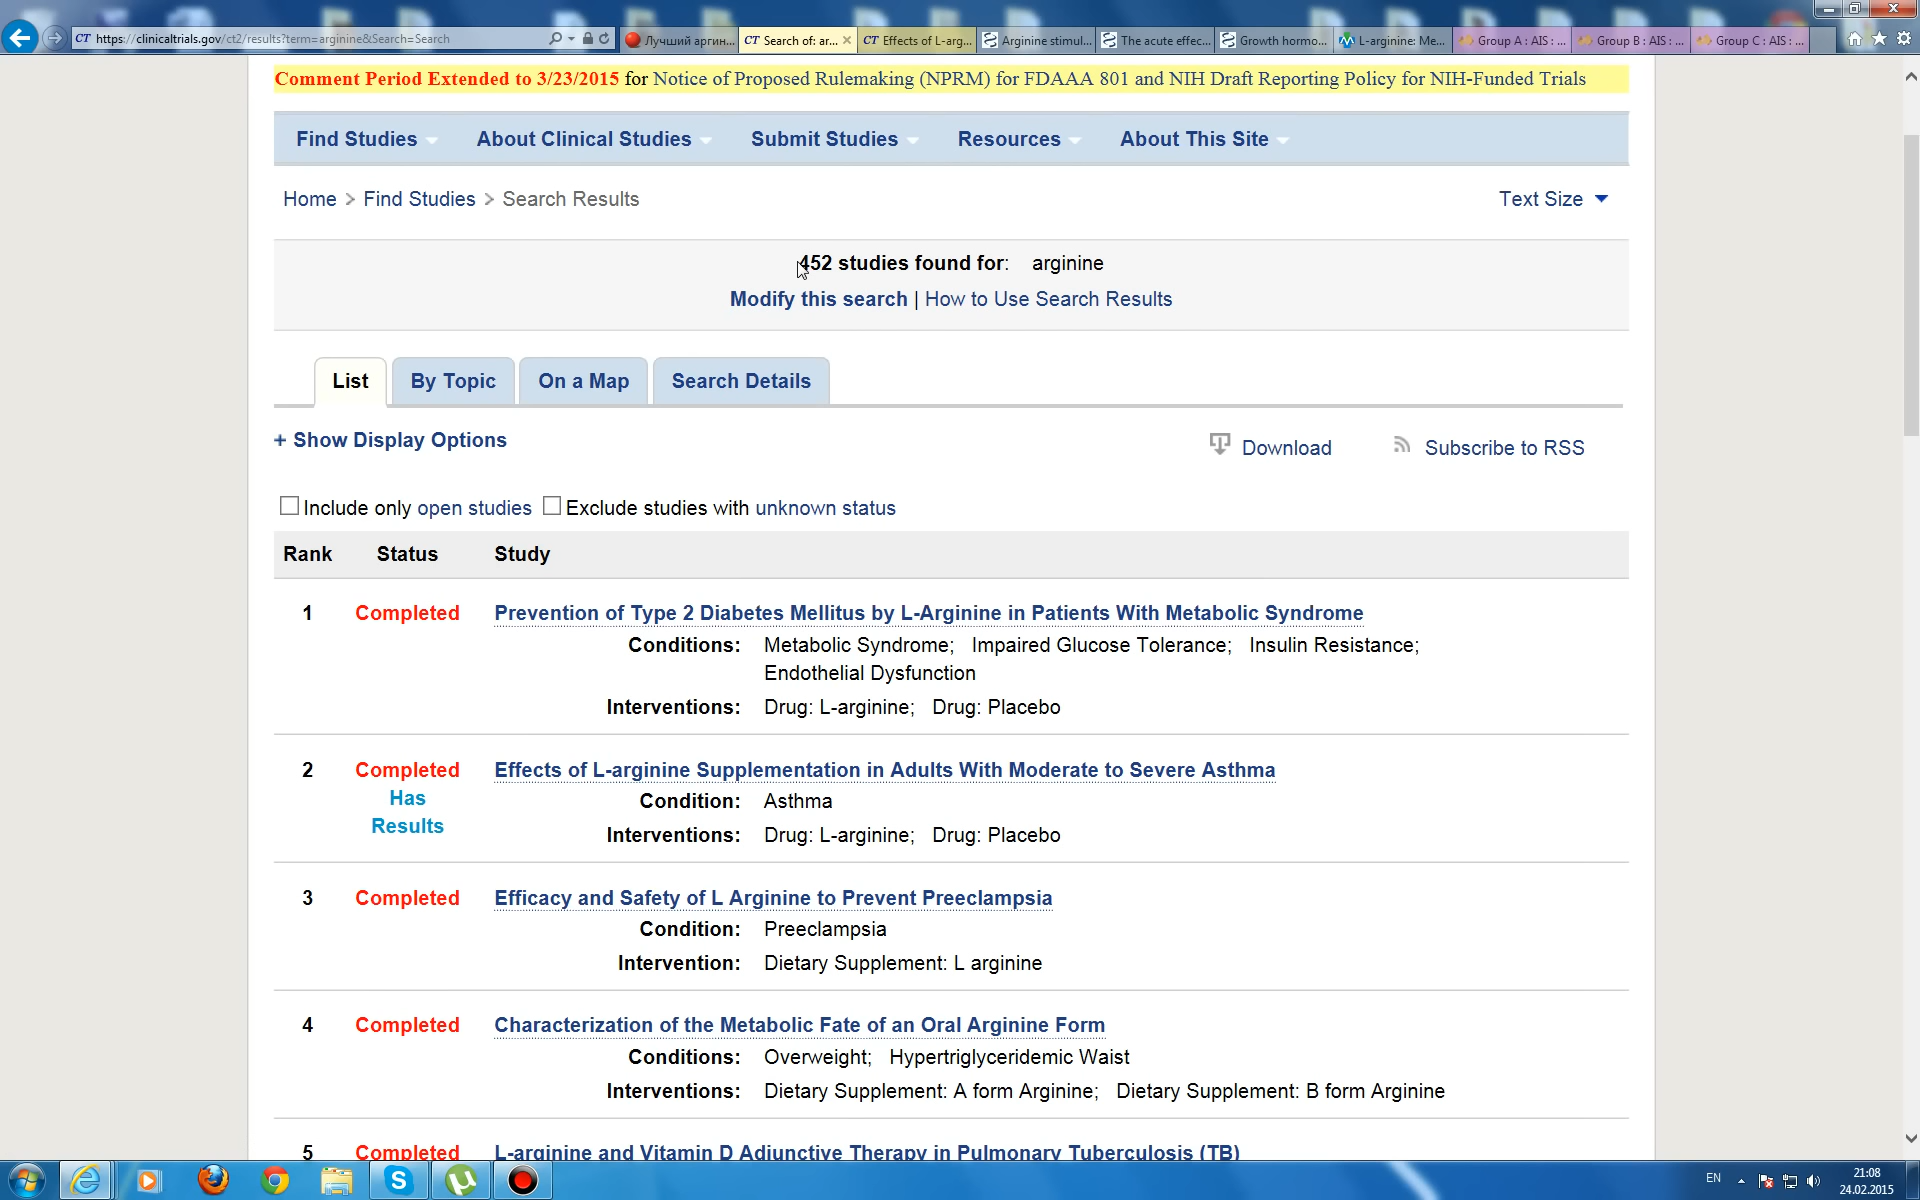 CT https://clinicaltrials.gov/ct2/results?term=arginine&Search=Search
Лучший аргин...
CT Search of: ar...
CT Effects of L-arg...
Arginine stimul...
The acute effec...
Growth hormo...
L-arginine: Me...
Group A : AIS : ...
Group B : AIS : ...
Group C : AIS : ...
Comment Period Extended to 3/23/2015 for Notice of Proposed Rulemaking (NPRM) for FDAAA 801 and NIH Draft Reporting Policy for NIH-Funded Trials
Find Studies About Clinical Studies Submit Studies Resources About This Site
Home > Find Studies > Search Results
Text Size
452 studies found for: arginine
Modify this search | How to Use Search Results
List By Topic On a Map Search Details
+ Show Display Options
Download Subscribe to RSS
Include only open studies Exclude studies with unknown status
Rank Status Study
1 Completed Prevention of Type 2 Diabetes Mellitus by L-Arginine in Patients With Metabolic Syndrome
Conditions: Metabolic Syndrome; Impaired Glucose Tolerance; Insulin Resistance;
Endothelial Dysfunction
Interventions: Drug: L-arginine; Drug: Placebo
2 Completed Effects of L-arginine Supplementation in Adults With Moderate to Severe Asthma
Has
Results
Condition: Asthma
Interventions: Drug: L-arginine; Drug: Placebo
3 Completed Efficacy and Safety of L Arginine to Prevent Preeclampsia
Condition: Preeclampsia
Intervention: Dietary Supplement: L arginine
4 Completed Characterization of the Metabolic Fate of an Oral Arginine Form
Conditions: Overweight; Hypertriglyceridemic Waist
Interventions: Dietary Supplement: A form Arginine; Dietary Supplement: B form Arginine
5 Completed L-arginine and Vitamin D Adjunctive Therapy in Pulmonary Tuberculosis (TB)
EN
21:08
24.02.2015